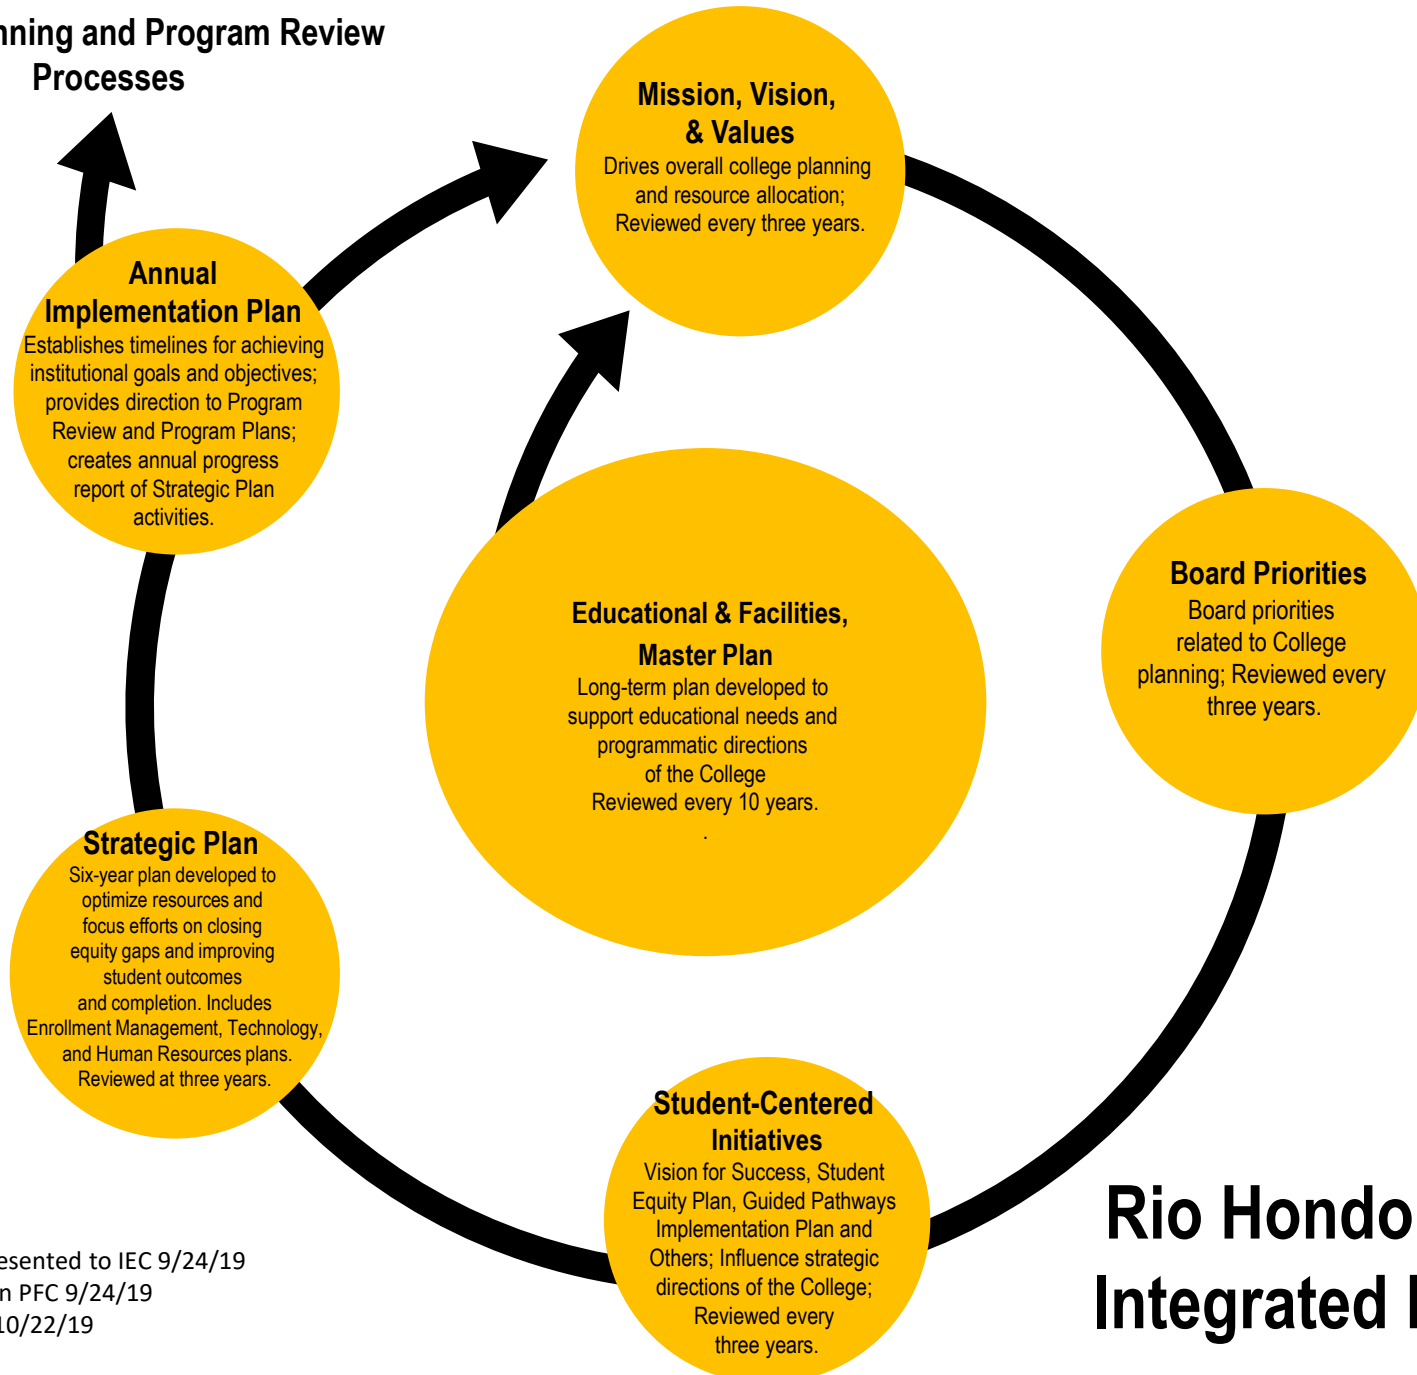 nning and Program Review
Processes
Mission, Vision,
& Values
Drives overall college planning
and resource allocation;
Reviewed every three years.
Annual
Implementation Plan
Establishes timelines for achieving
institutional goals and objectives;
provides direction to Program
Review and Program Plans;
creates annual progress
report of Strategic Plan
activities.
Board Priorities
Board priorities
related to College
planning; Reviewed every
three years.
Educational & Facilities,
Master Plan
Long-term plan developed to
support educational needs and
programmatic directions
of the College
Reviewed every 10 years.
.
Strategic Plan
Six-year plan developed to
optimize resources and
focus efforts on closing
equity gaps and improving
student outcomes
and completion. Includes
Enrollment Management, Technology,
and Human Resources plans.
Reviewed at three years.
Student-Centered
Initiatives
Vision for Success, Student
Equity Plan, Guided Pathways
Implementation Plan and
Others; Influence strategic
directions of the College;
Reviewed every
three years.
Rio Hondo
Integrated
esented to IEC 9/24/19
n PFC 9/24/19
10/22/19